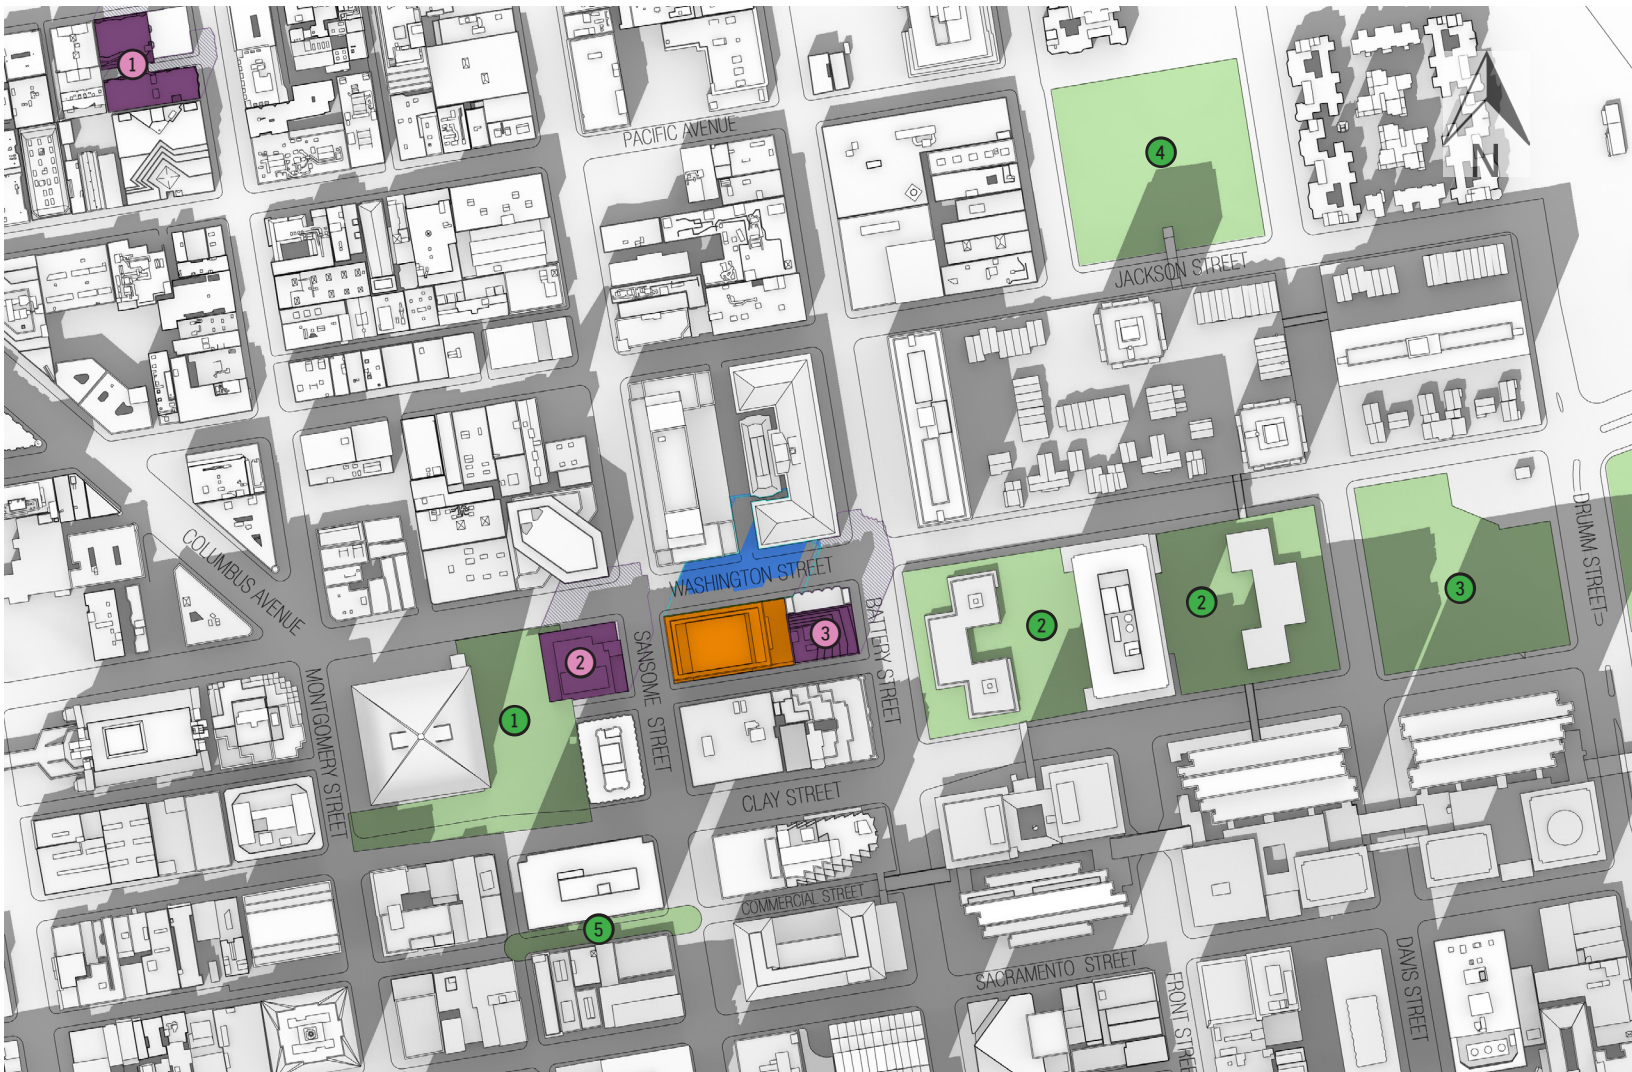 1
PACIFIC AVENUE
4
N
JACKSON STREET
COLUMBUS AVENUE
WASHINGTON STREET
DRUMM STREET
2
3
BATTERY STREET
SANSOME STREET
3
2
2
MONTGOMERY STREET
1
CLAY STREET
COMMERCIAL STREET
5
SACRAMENTO STREET
FRONT STREET
DAVIS STREET